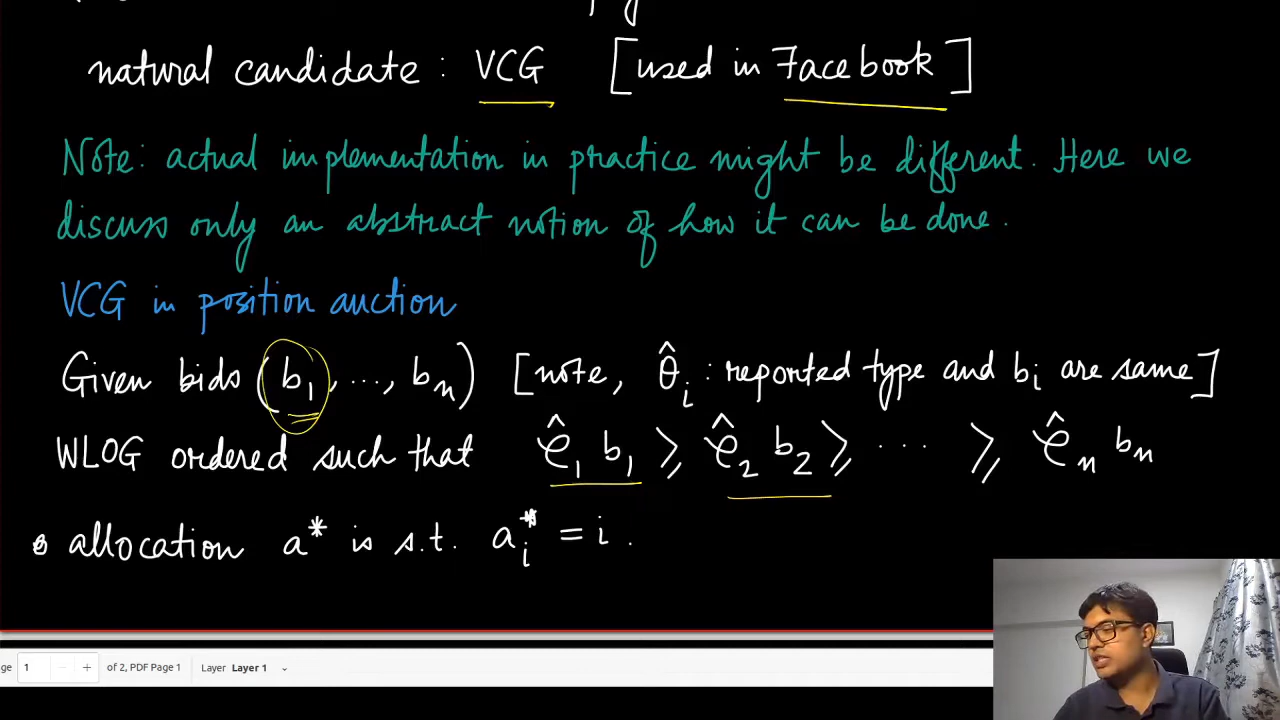 natural candidate : VCG [used in Facebook]
Note: actual implementation in practice might be different. Here we
discuss only an abstract notion of how it can be done.
VCG in position auction
Given bids (b₁, ..., bₙ) [note, θ̂ᵢ : reported type and bᵢ are same]
WLOG ordered such that ê₁ b₁ ≥ ê₂ b₂ ≥ ... ≥ êₙ bₙ
allocation a* is s.t. aᵢ* = i .
ge 1 − + of 2, PDF Page 1 Layer Layer 1